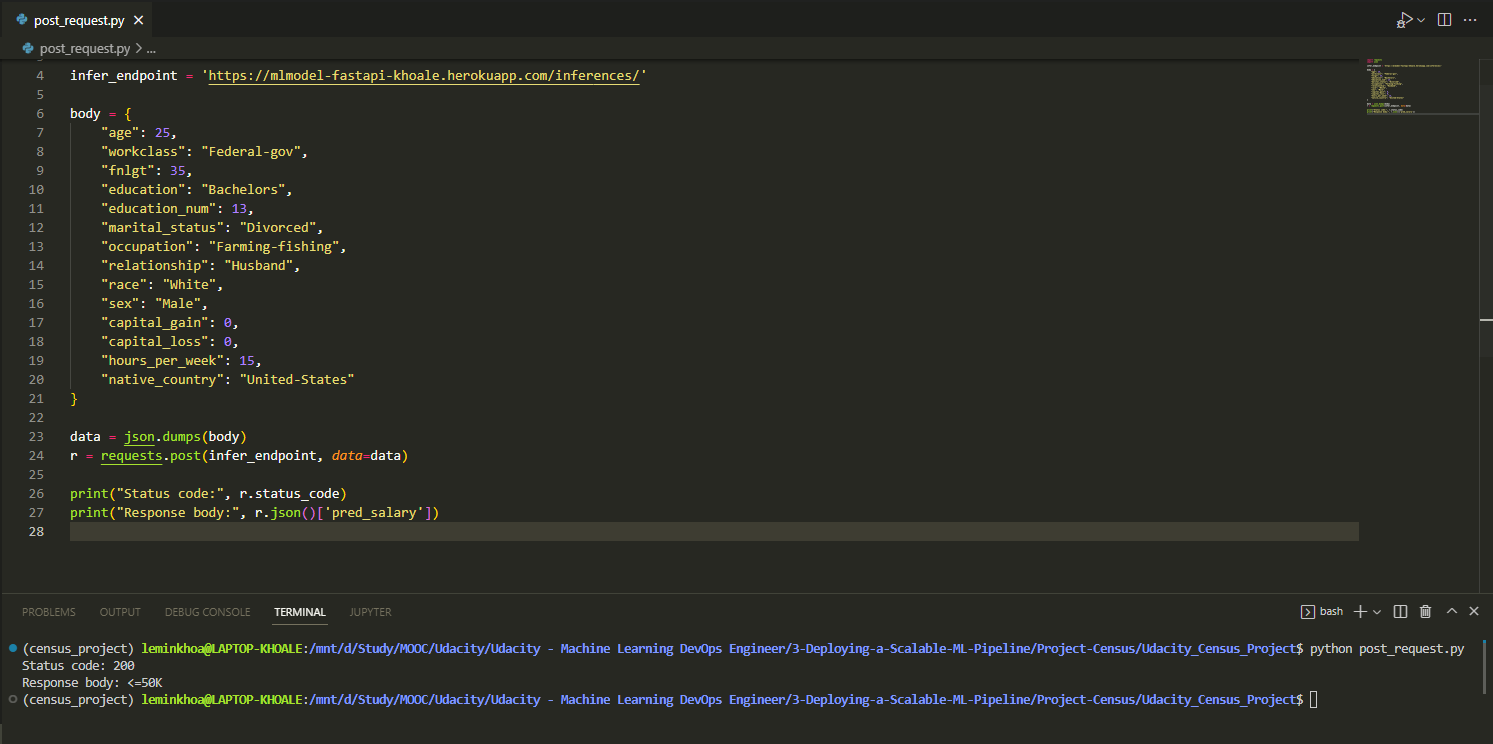 post_request.py
post_request.py > ...
4 infer_endpoint = 'https://mlmodel-fastapi-khoale.herokuapp.com/inferences/'
5
6 body = {
7 "age": 25,
8 "workclass": "Federal-gov",
9 "fnlgt": 35,
10 "education": "Bachelors",
11 "education_num": 13,
12 "marital_status": "Divorced",
13 "occupation": "Farming-fishing",
14 "relationship": "Husband",
15 "race": "White",
16 "sex": "Male",
17 "capital_gain": 0,
18 "capital_loss": 0,
19 "hours_per_week": 15,
20 "native_country": "United-States"
21 }
22
23 data = json.dumps(body)
24 r = requests.post(infer_endpoint, data=data)
25
26 print("Status code:", r.status_code)
27 print("Response body:", r.json()['pred_salary'])
28
PROBLEMS OUTPUT DEBUG CONSOLE TERMINAL JUPYTER bash
(census_project) leminkhoa@LAPTOP-KHOALE:/mnt/d/Study/MOOC/Udacity/Udacity - Machine Learning DevOps Engineer/3-Deploying-a-Scalable-ML-Pipeline/Project-Census/Udacity_Census_Project$ python post_request.py
Status code: 200
Response body: <=50K
(census_project) leminkhoa@LAPTOP-KHOALE:/mnt/d/Study/MOOC/Udacity/Udacity - Machine Learning DevOps Engineer/3-Deploying-a-Scalable-ML-Pipeline/Project-Census/Udacity_Census_Project$